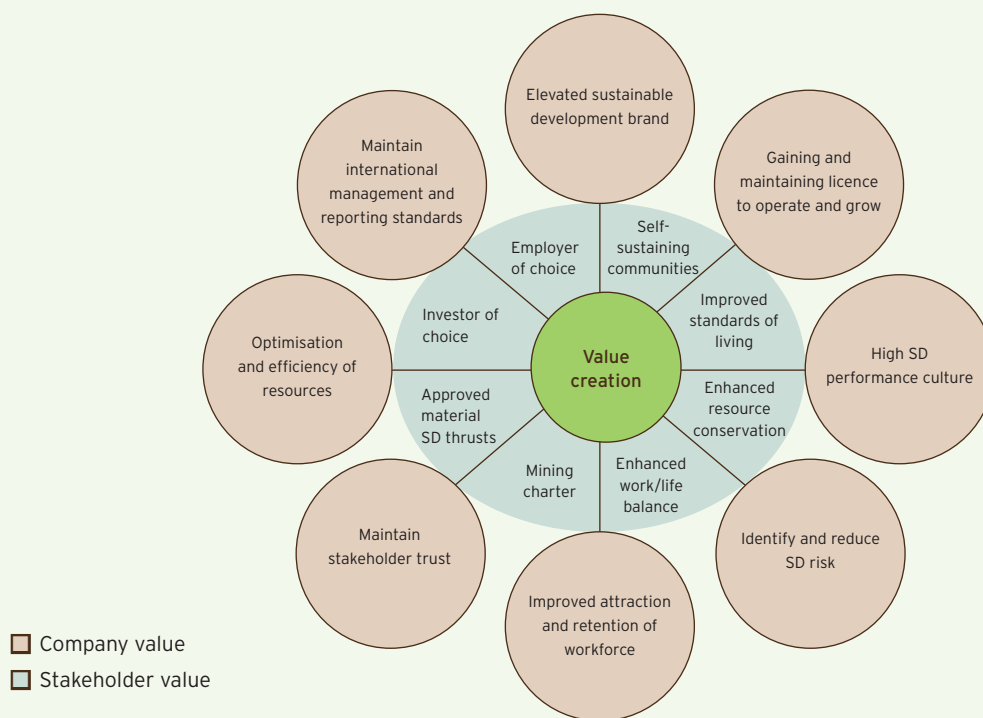 Elevated sustainable
development brand
Maintain
international
management and
reporting standards
Gaining and
maintaining licence
to operate and grow
Employer
of choice
Self-
sustaining
communities
Investor of
choice
Improved
standards of
living
Optimisation
and efficiency of
resources
Value
creation
High SD
performance culture
Approved
material
SD thrusts
Enhanced
resource
conservation
Mining
charter
Enhanced
work/life
balance
Maintain
stakeholder trust
Identify and reduce
SD risk
Improved attraction
and retention of
workforce
Company value
Stakeholder value